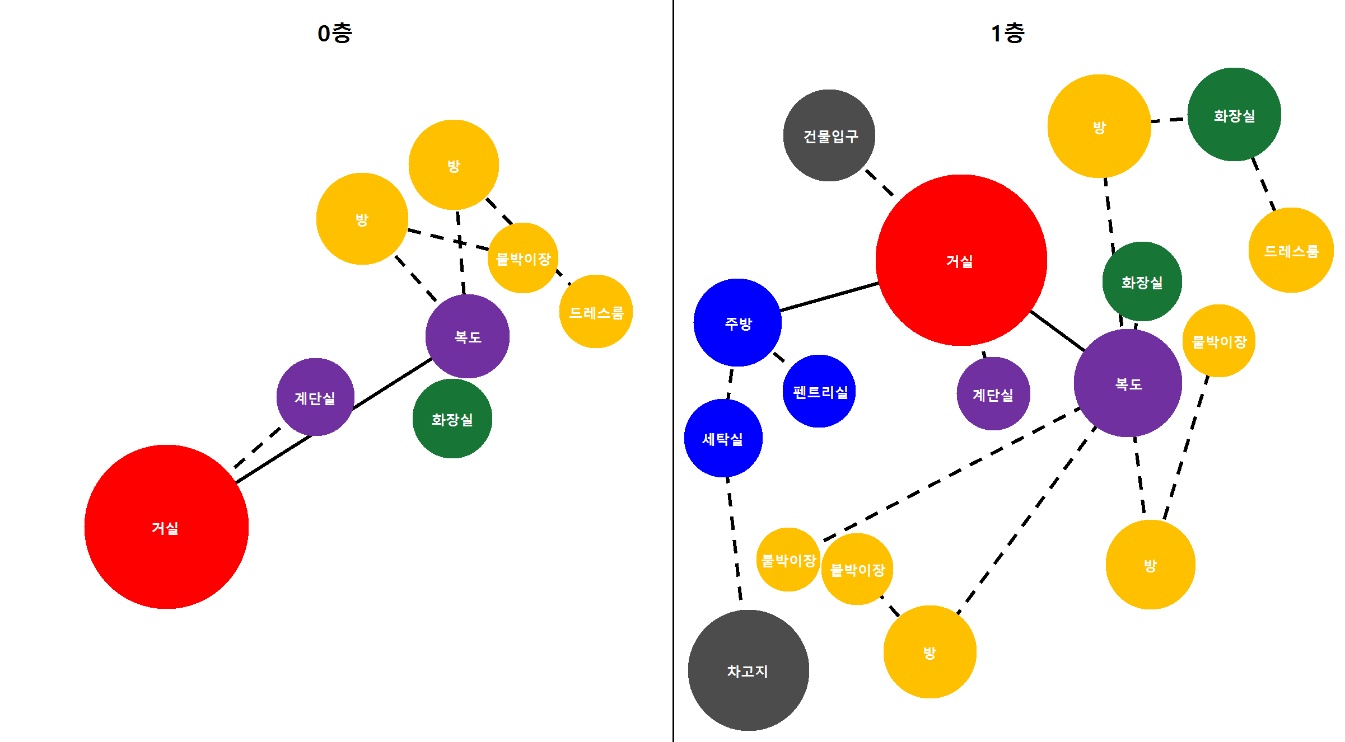 0층
방
방
붙박이장
드레스룸
복도
계단실
화장실
거실
1층
건물입구
방
화장실
거실
드레스룸
화장실
주방
붙박이장
펜트리실
계단실
복도
세탁실
붙박이장
붙박이장
방
방
차고지